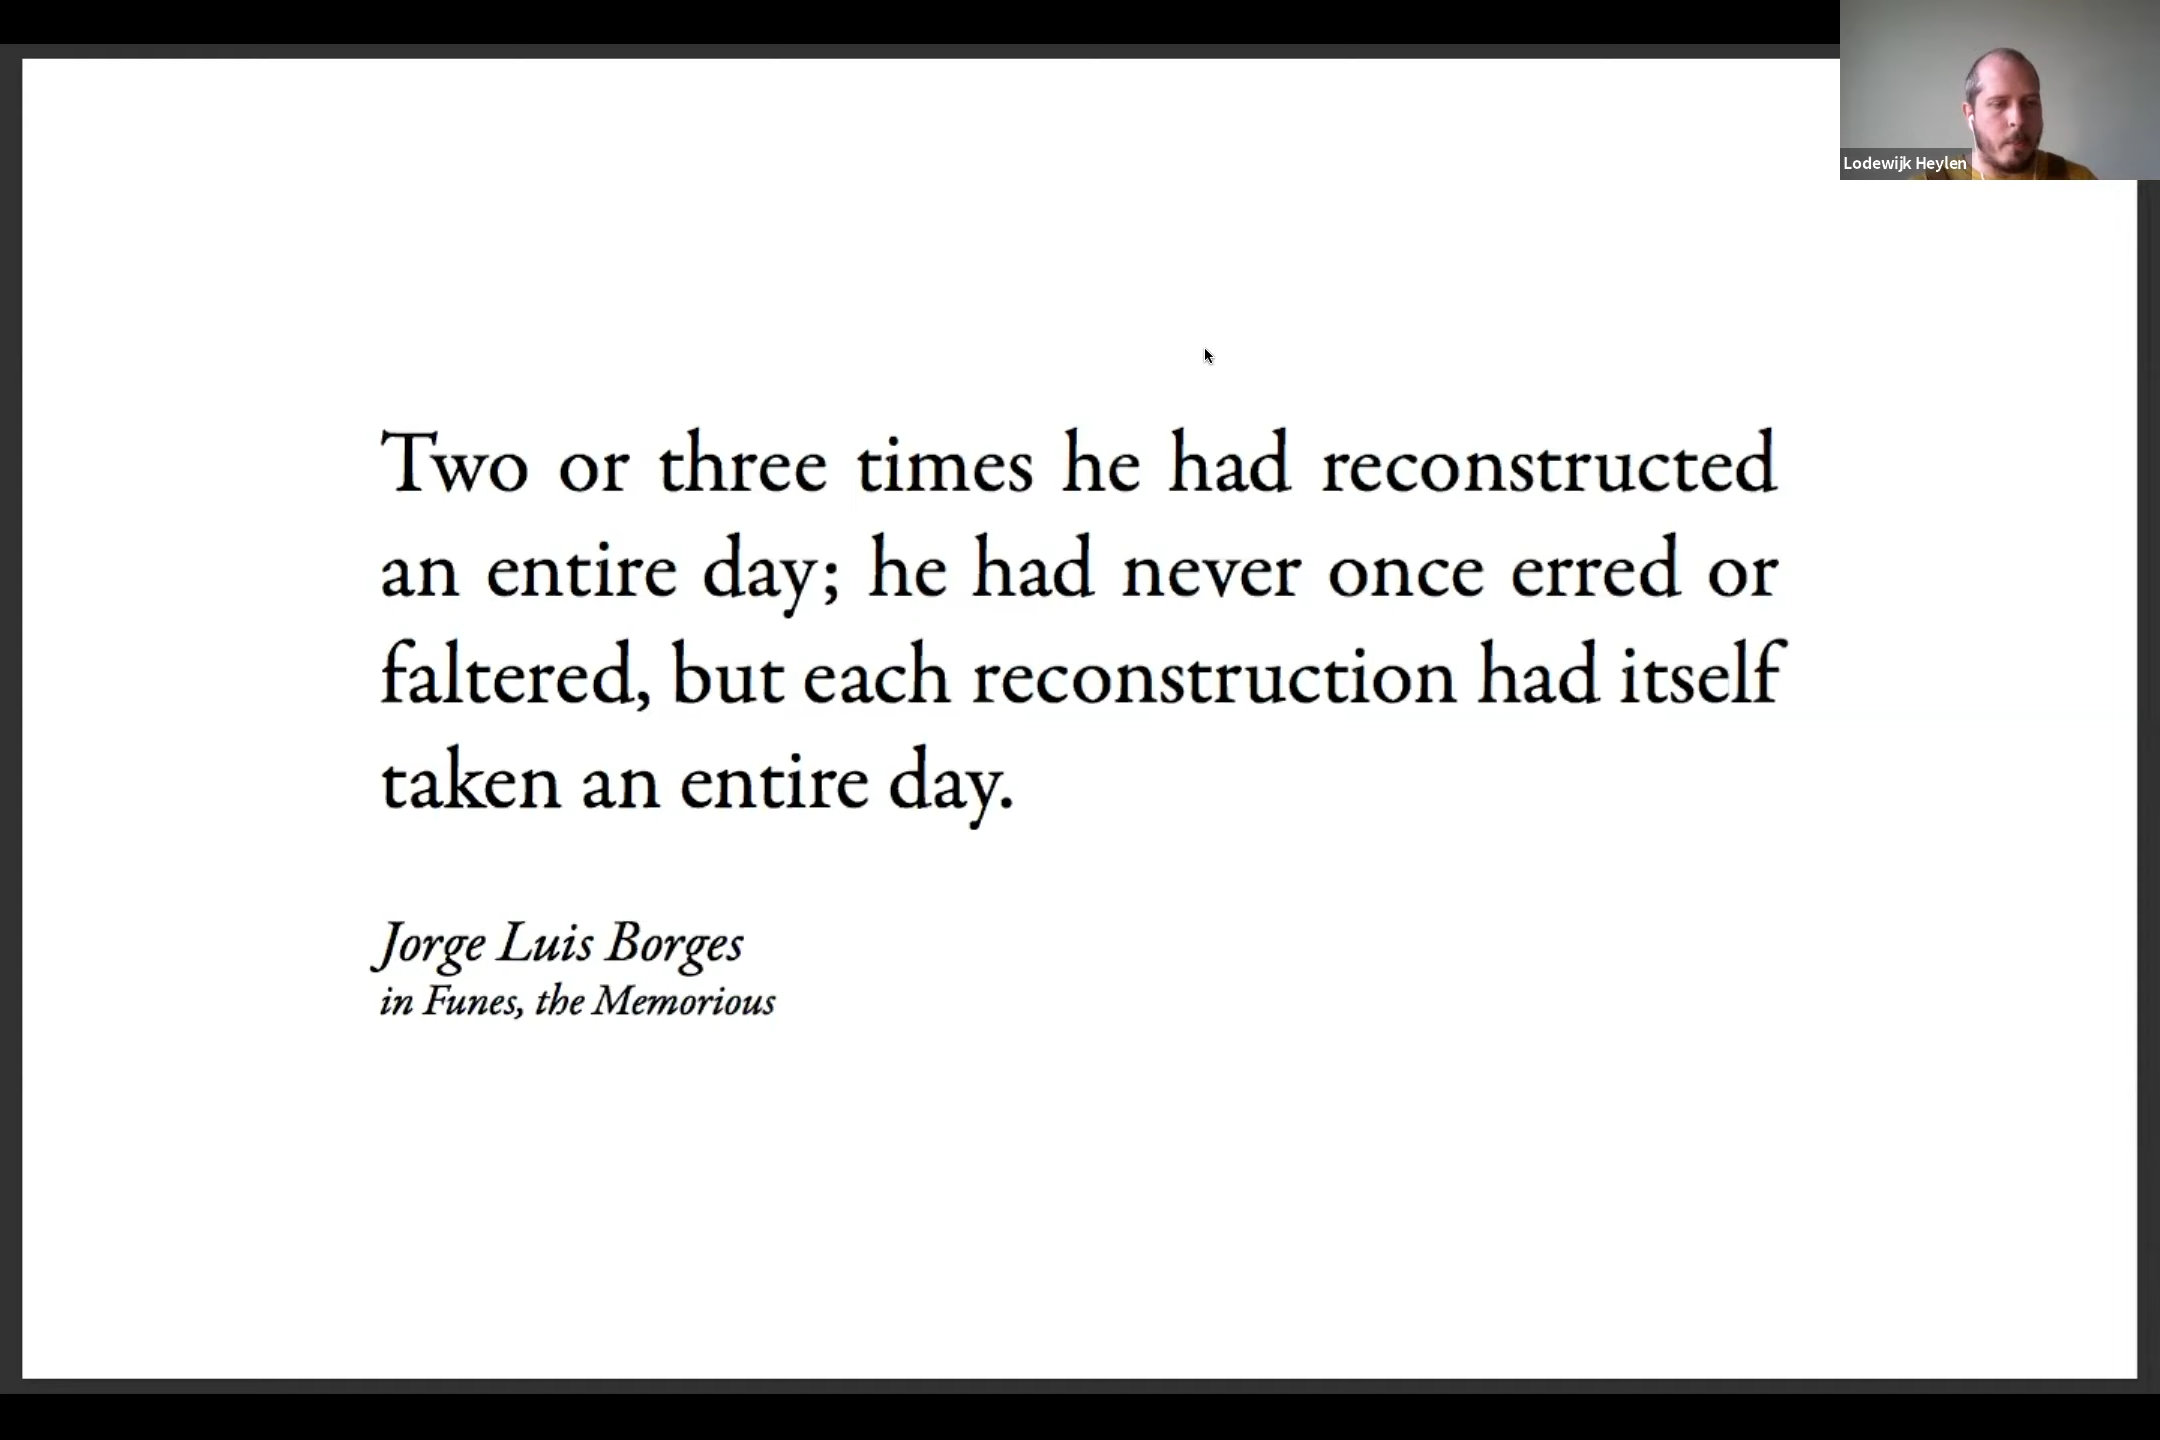 Lodewijk Heylen
Two or three times he had reconstructed
an entire day; he had never once erred or
faltered, but each reconstruction had itself
taken an entire day.
Jorge Luis Borges
in Funes, the Memorious